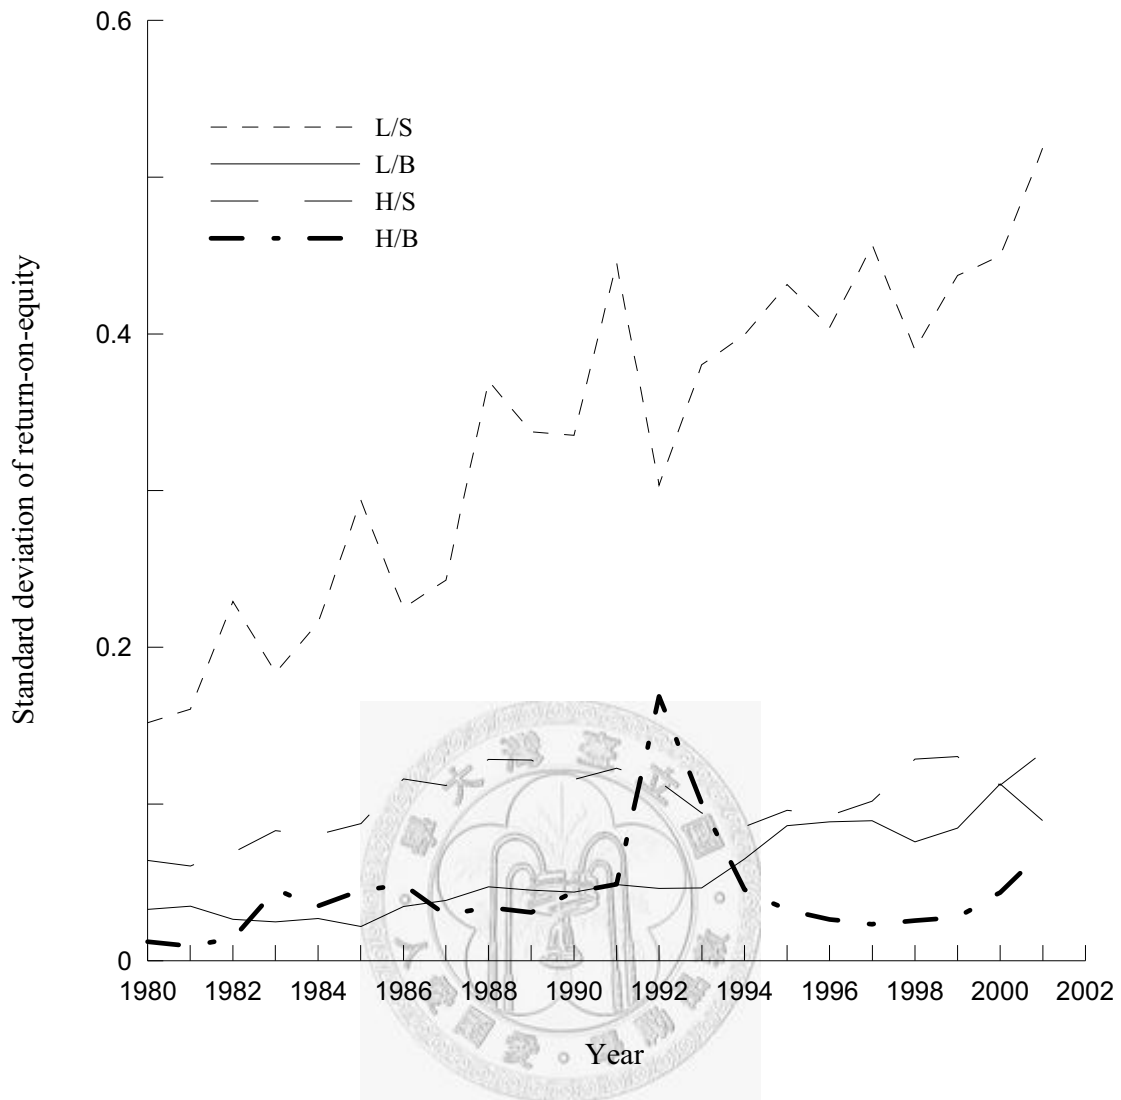 0.6
L/S
L/B
H/S
H/B
Standard deviation of return-on-equity
0.4
0.2
0
1980 1982 1984 1986 1988 1990 1992 1994 1996 1998 2000 2002
Year